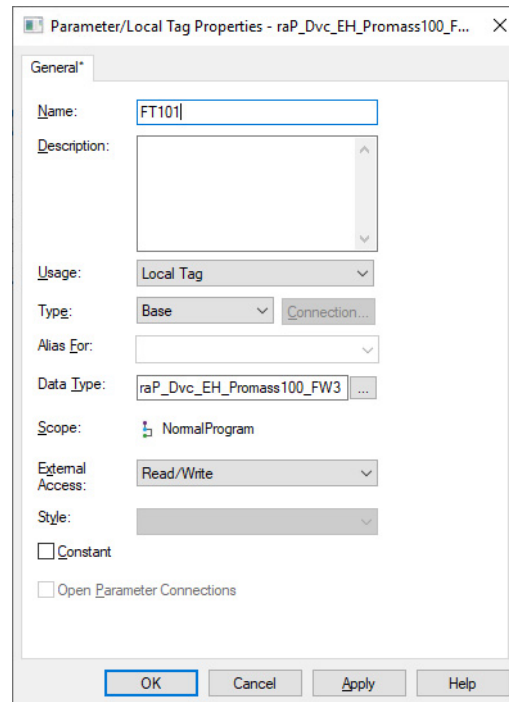 Parameter/Local Tag Properties - raP_Dvc_EH_Promass100_F...
General*
Name: FT101
Description:
Usage: Local Tag
Type: Base Connection...
Alias For:
Data Type: raP_Dvc_EH_Promass100_FW3 ...
Scope: NormalProgram
External
Access: Read/Write
Style:
Constant
Open Parameter Connections
OK Cancel Apply Help